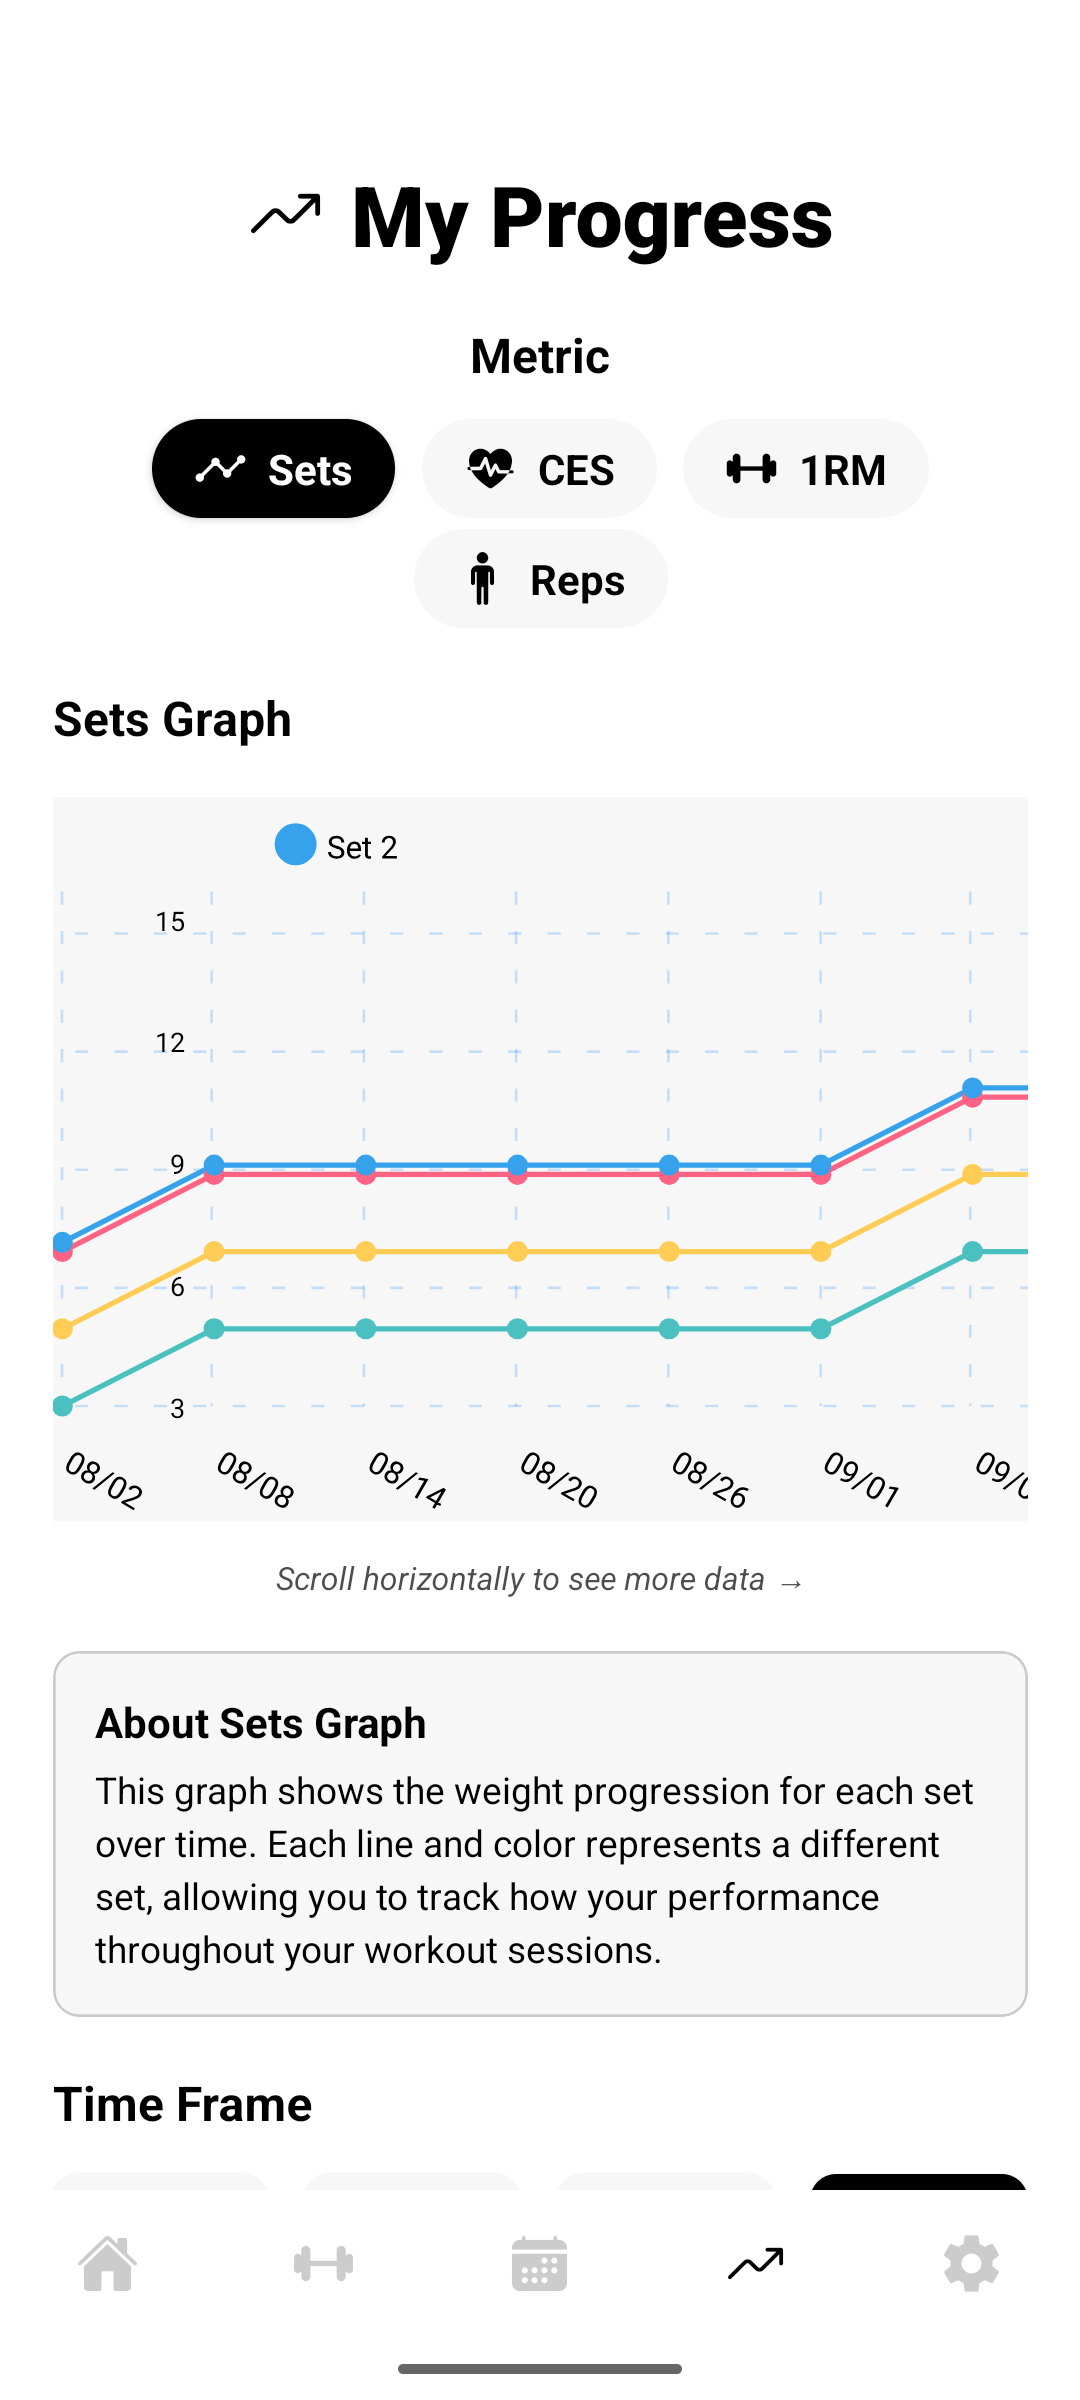 My Progress
Metric
Sets
CES
1RM
Reps
Sets Graph
Set 2
15
12
9
6
3
08/02
08/08
08/14
08/20
08/26
09/01
Scroll horizontally to see more data →
About Sets Graph
This graph shows the weight progression for each set
over time. Each line and color represents a different
set, allowing you to track how your performance
throughout your workout sessions.
Time Frame